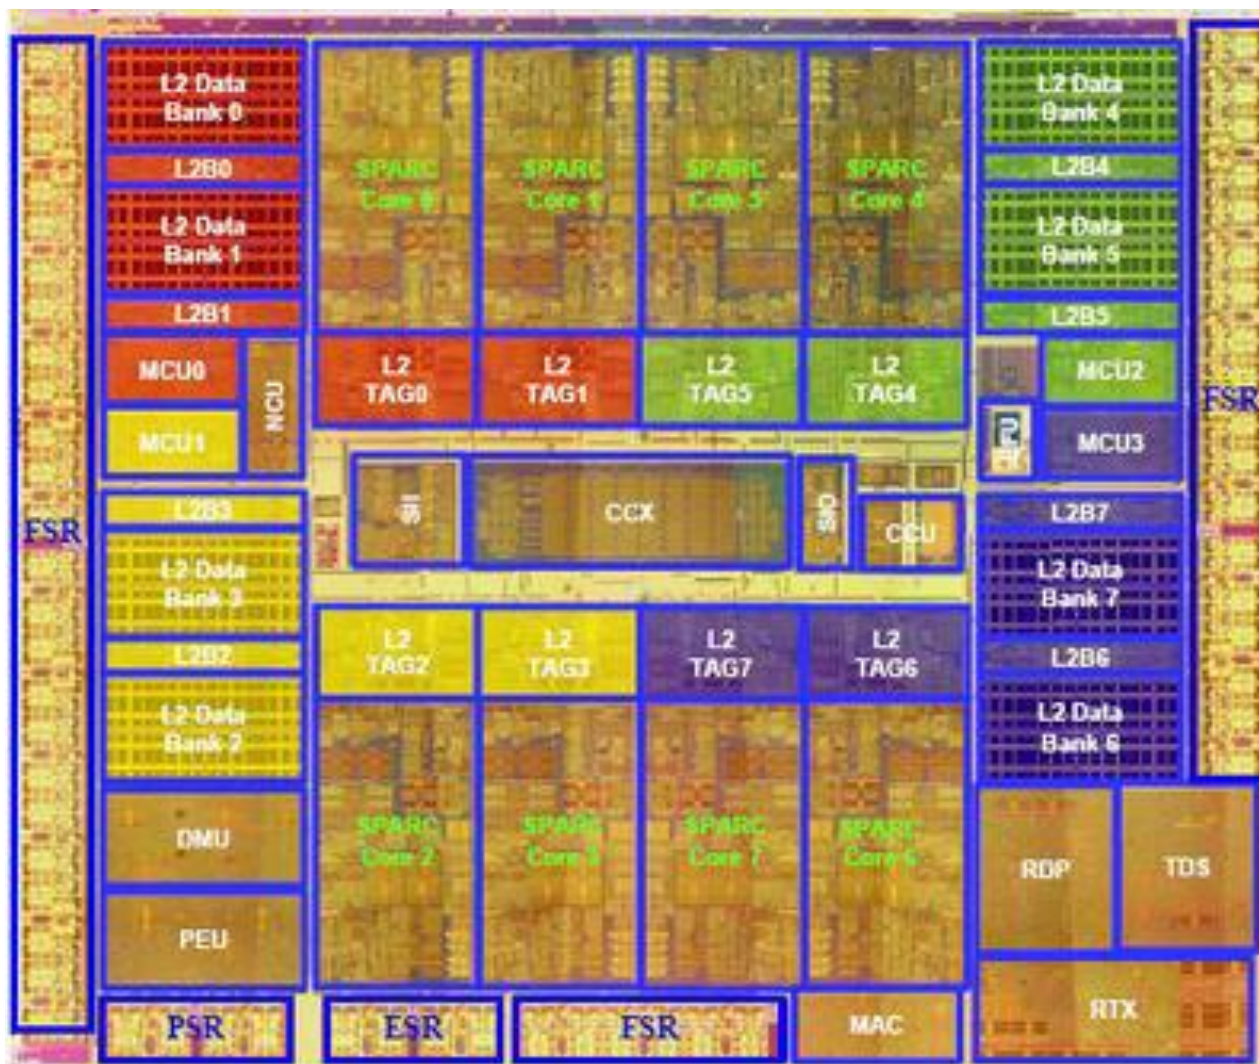 L2 Data
Bank 0
L2B0
L2 Data
Bank 1
L2B1
MCU0
MCU1
NCU
SPARC
Core 0
SPARC
Core 1
SPARC
Core 5
SPARC
Core 4
L2
TAG0
L2
TAG1
L2
TAG5
L2
TAG4
L2 Data
Bank 4
L2B4
L2 Data
Bank 5
L2B5
MCU2
MCU3
FSR
FSR
SII
CCX
SIO
CCU
L2B3
L2 Data
Bank 3
L2B2
L2 Data
Bank 2
DMU
PEU
L2
TAG2
L2
TAG3
L2
TAG7
L2
TAG6
SPARC
Core 2
SPARC
Core 3
SPARC
Core 7
SPARC
Core 6
L2B7
L2 Data
Bank 7
L2B6
L2 Data
Bank 6
RDP
TDS
RTX
PSR
ESR
FSR
MAC